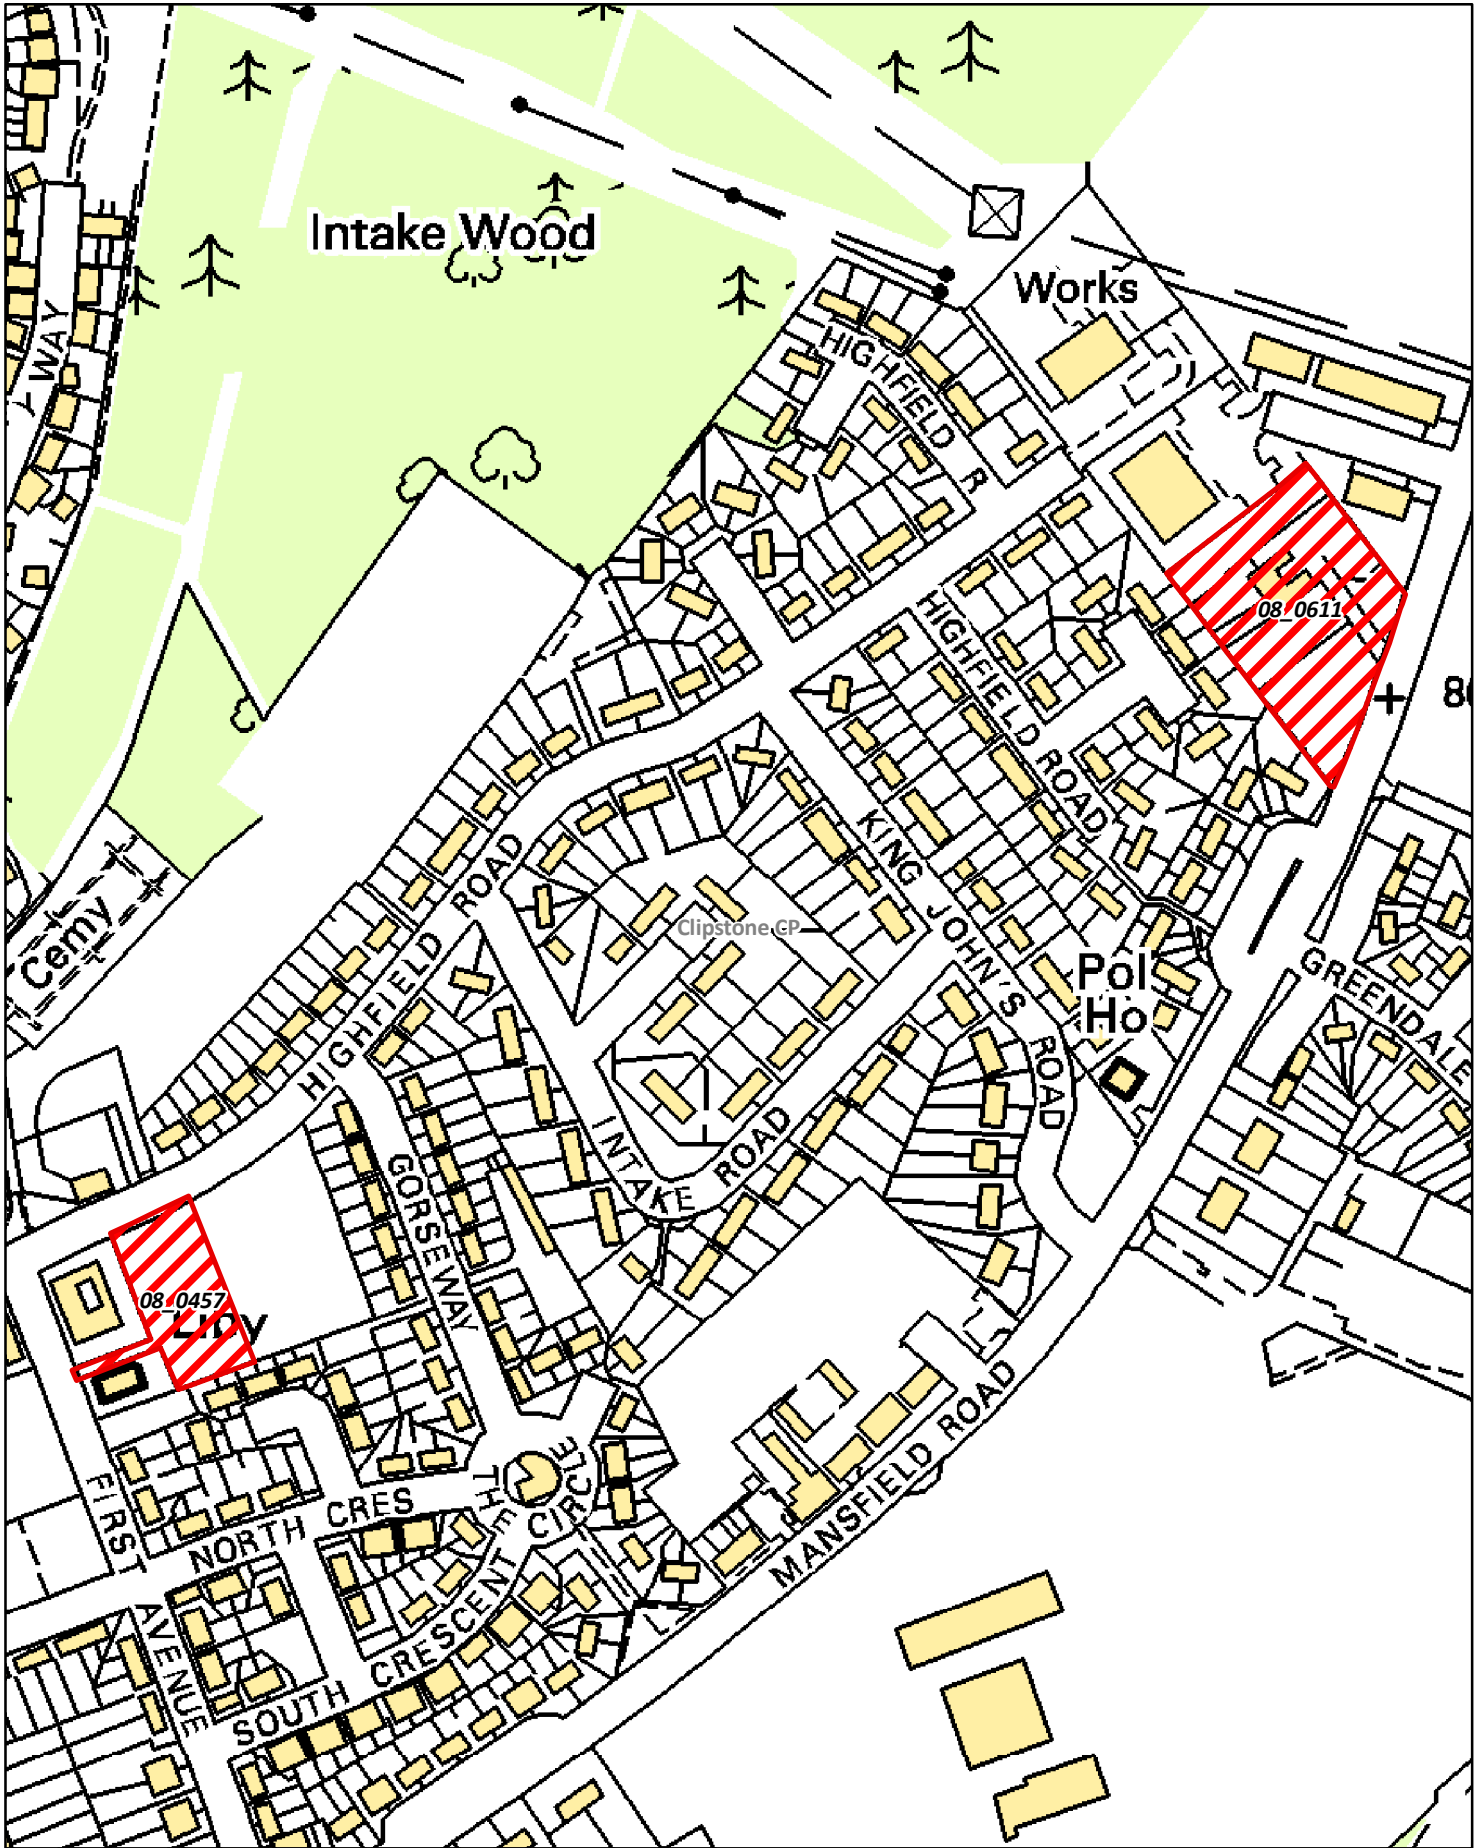 Intake Wood
Works
WAY
HIGHFIELD R
08_0611
HIGHFIELD ROAD
KING JOHN'S ROAD
HIGHFIELD ROAD
Clipstone CP
Cemy
Pol
Ho
GREENDALE
INTAKE ROAD
GORSEWAY
08_0457
MANSFIELD ROAD
THE CIRCLE
NORTH CRES
FIRST AVENUE
SOUTH CRESCENT